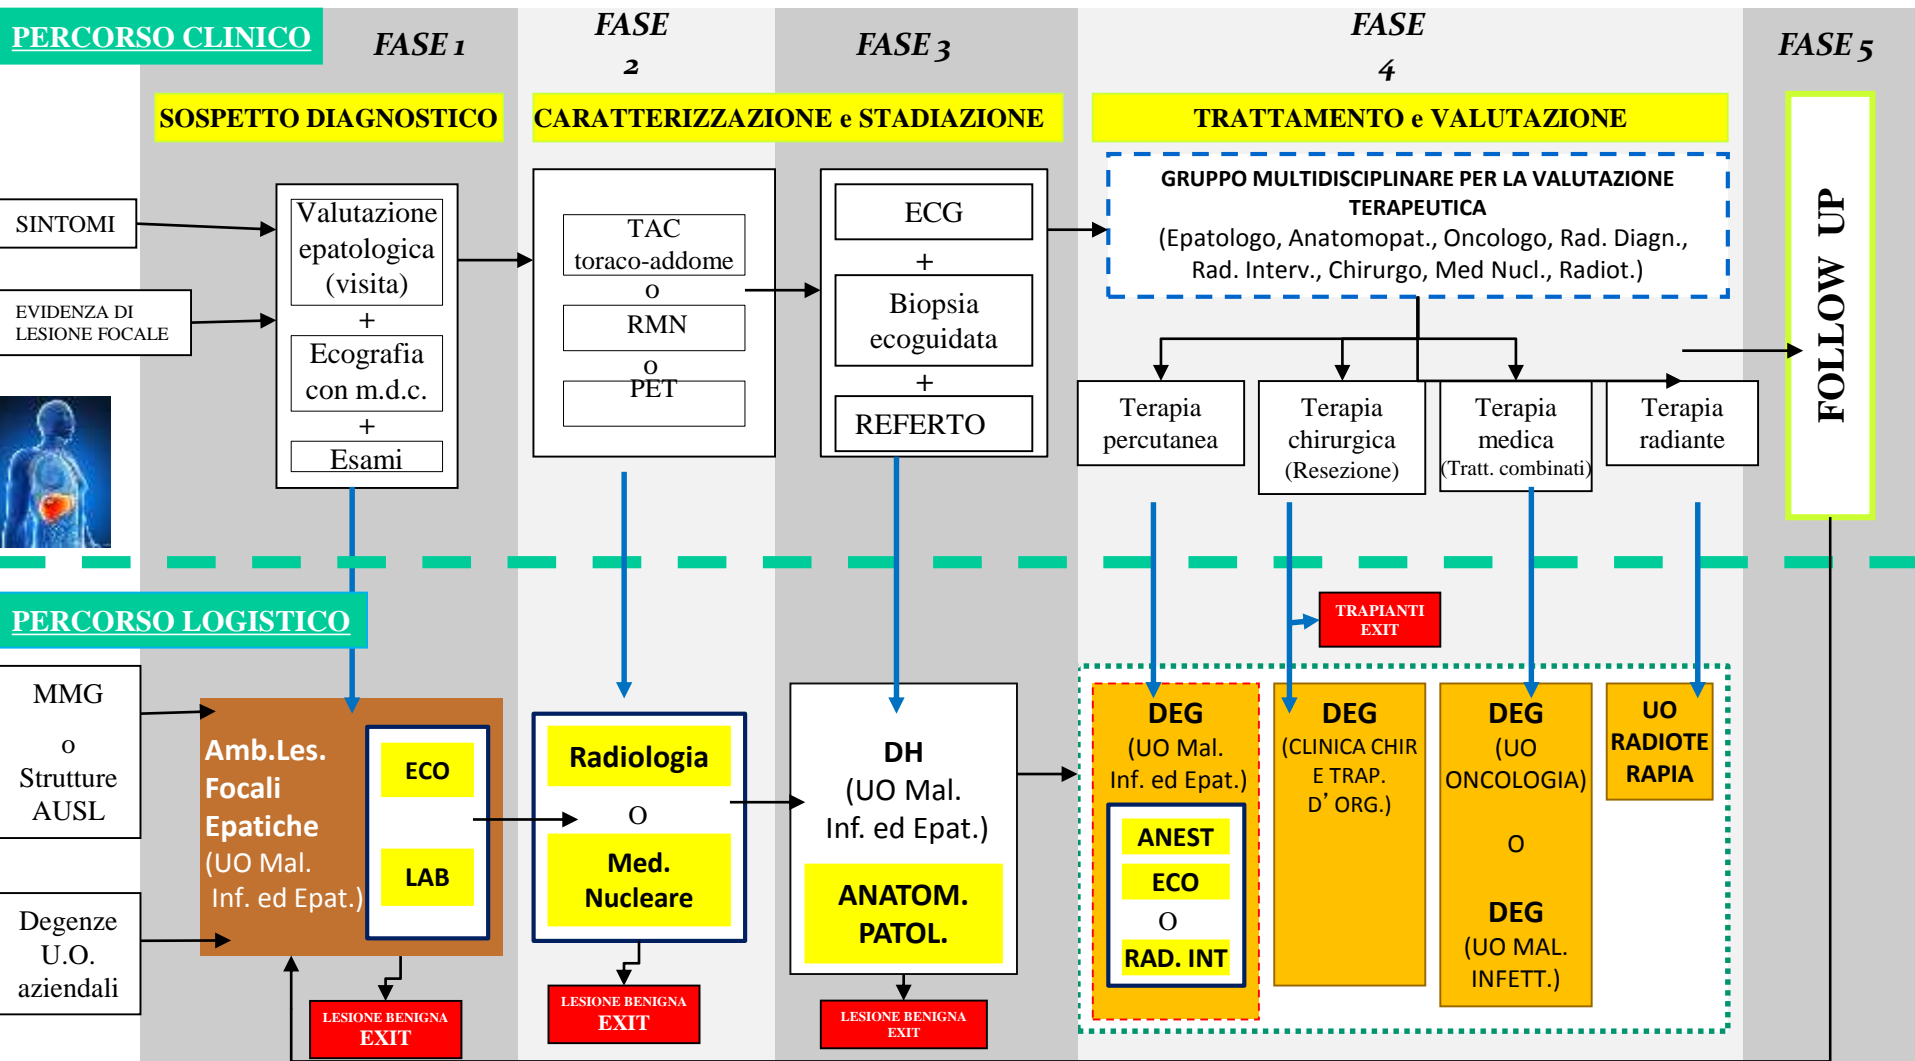 PERCORSO CLINICO
FASE 1
FASE
2
FASE 3
FASE
4
FASE 5
SOSPETTO DIAGNOSTICO
CARATTERIZZAZIONE e STADIAZIONE
TRATTAMENTO e VALUTAZIONE
SINTOMI
EVIDENZA DI
LESIONE FOCALE
Valutazione
epatologica
(visita)
+
Ecografia
con m.d.c.
+
Esami
TAC
toraco-addome
o
RMN
o
PET
ECG
+
Biopsia
ecoguidata
+
REFERTO
GRUPPO MULTIDISCIPLINARE PER LA VALUTAZIONE
TERAPEUTICA
(Epatologo, Anatomopat., Oncologo, Rad. Diagn.,
Rad. Interv., Chirurgo, Med Nucl., Radiot.)
Terapia
percutanea
Terapia
chirurgica
(Resezione)
Terapia
medica
(Tratt. combinati)
Terapia
radiante
FOLLOW UP
PERCORSO LOGISTICO
MMG
o
Strutture
AUSL
Degenze
U.O.
aziendali
Amb.Les.
Focali
Epatiche
(UO Mal.
Inf. ed Epat.)
ECO
LAB
LESIONE BENIGNA
EXIT
Radiologia
O
Med.
Nucleare
LESIONE BENIGNA
EXIT
DH
(UO Mal.
Inf. ed Epat.)
ANATOM.
PATOL.
LESIONE BENIGNA
EXIT
TRAPIANTI
EXIT
DEG
(UO Mal.
Inf. ed Epat.)
ANEST
ECO
O
RAD. INT
DEG
(CLINICA CHIR
E TRAP.
D’ ORG.)
DEG
(UO
ONCOLOGIA)
O
DEG
(UO MAL.
INFETT.)
UO
RADIOTE
RAPIA